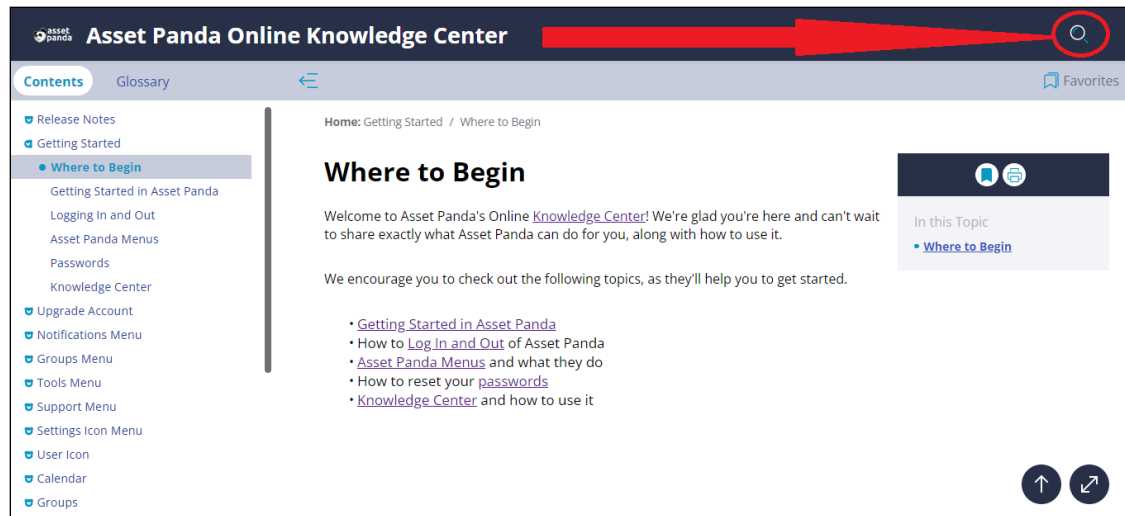 asset panda Asset Panda Online Knowledge Center
Contents Glossary Favorites
Release Notes
Getting Started
Where to Begin
Getting Started in Asset Panda
Logging In and Out
Asset Panda Menus
Passwords
Knowledge Center
Upgrade Account
Notifications Menu
Groups Menu
Tools Menu
Support Menu
Settings Icon Menu
User Icon
Calendar
Groups
Home: Getting Started / Where to Begin
Where to Begin
Welcome to Asset Panda's Online Knowledge Center! We're glad you're here and can't wait
to share exactly what Asset Panda can do for you, along with how to use it.
We encourage you to check out the following topics, as they'll help you to get started.
• Getting Started in Asset Panda
• How to Log In and Out of Asset Panda
• Asset Panda Menus and what they do
• How to reset your passwords
• Knowledge Center and how to use it
In this Topic
• Where to Begin